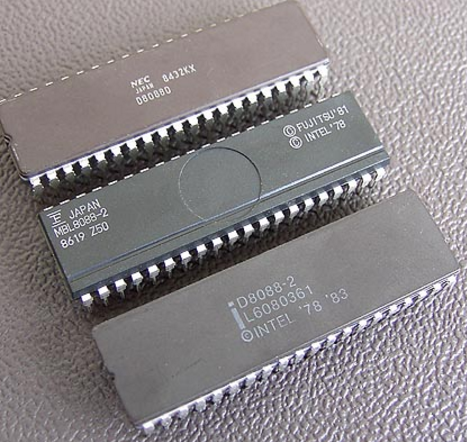 NEC
JAPAN 8432KX
D8088D
© FUJITSU '81
© INTEL '78
JAPAN
MBL8088-2
8619 Z50
i D8088-2
L6080361
© INTEL '78 '83